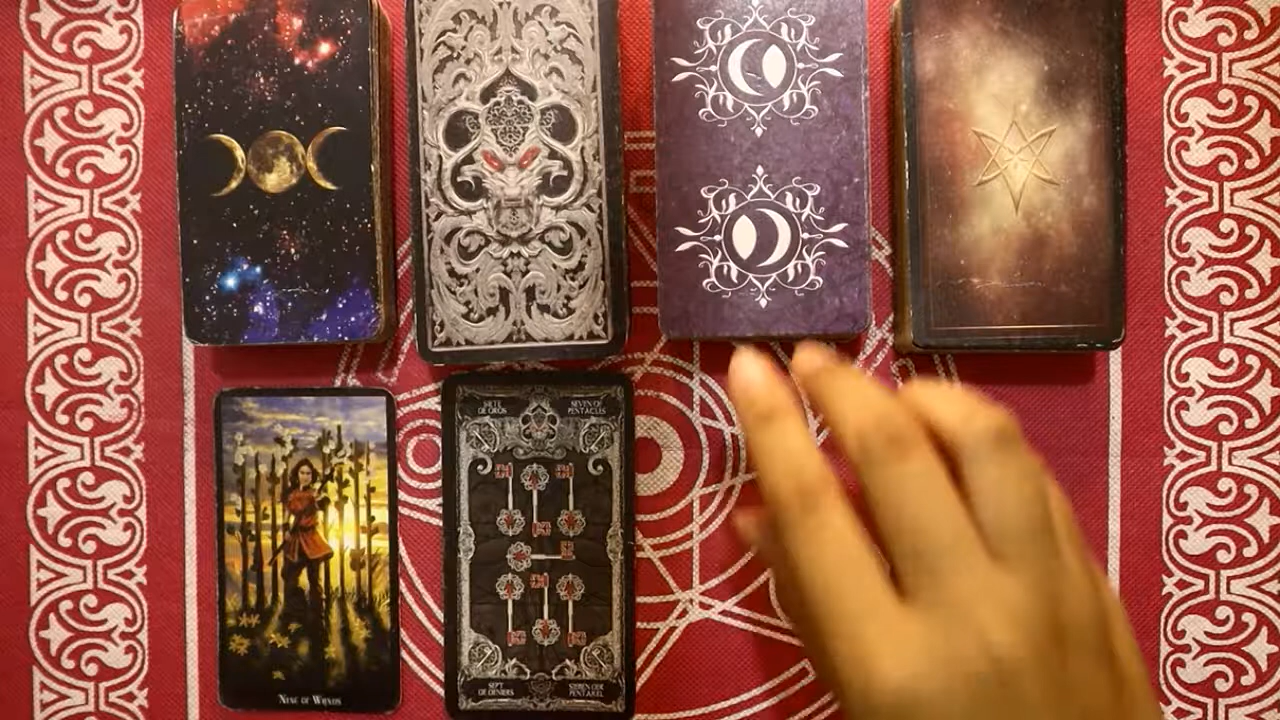 SIETE
DE OROS
SEVEN OF
PENTACLES
NINE OF WANDS
SEPT
DE DENIERS
SIEBEN DER
PENTAKEL